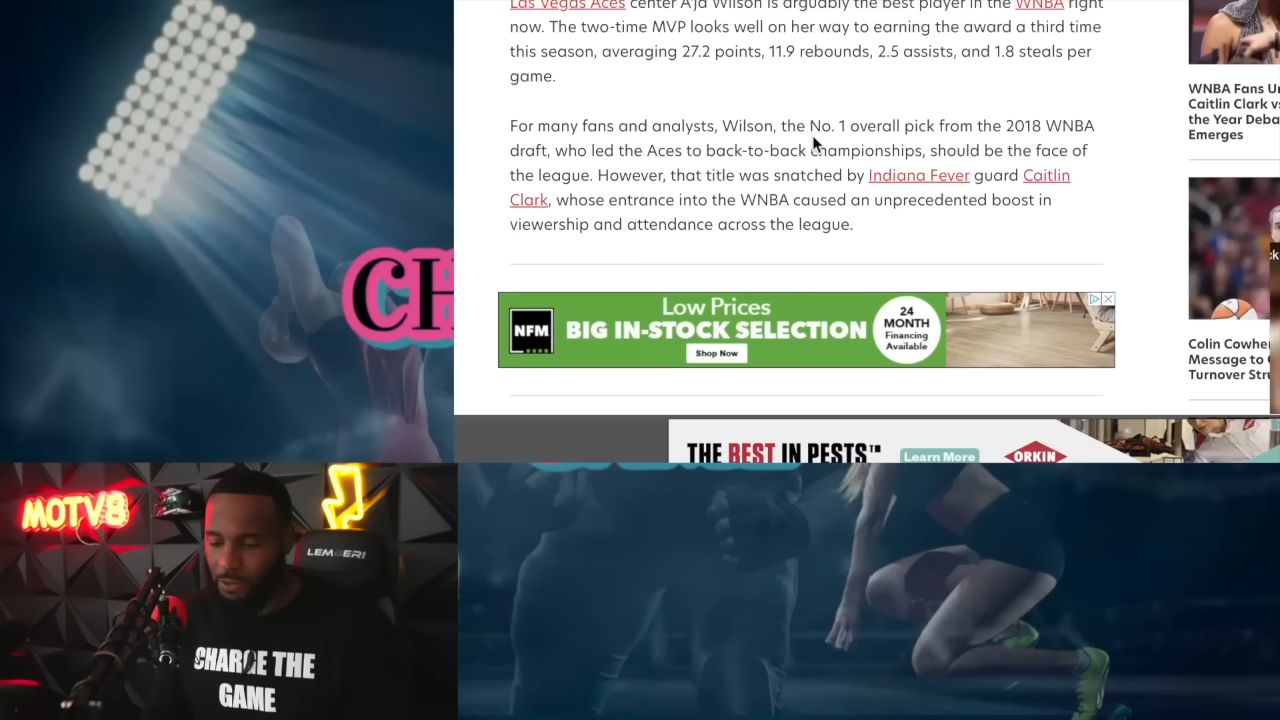 Las Vegas Aces center A'ja Wilson is arguably the best player in the WNBA right
now. The two-time MVP looks well on her way to earning the award a third time
this season, averaging 27.2 points, 11.9 rebounds, 2.5 assists, and 1.8 steals per
game.
For many fans and analysts, Wilson, the No. 1 overall pick from the 2018 WNBA
draft, who led the Aces to back-to-back championships, should be the face of
the league. However, that title was snatched by Indiana Fever guard Caitlin
Clark, whose entrance into the WNBA caused an unprecedented boost in
viewership and attendance across the league.
WNBA Fans U
Caitlin Clark v
the Year Deba
Emerges
Colin Cowhe
Message to
Turnover Str
CH
NFM
Low Prices
BIG IN-STOCK SELECTION
Shop Now
24
MONTH
Financing
Available
THE BEST IN PESTS™
Learn More
ORKIN
MOTV8
LEMBERI
CHARGE THE
GAME